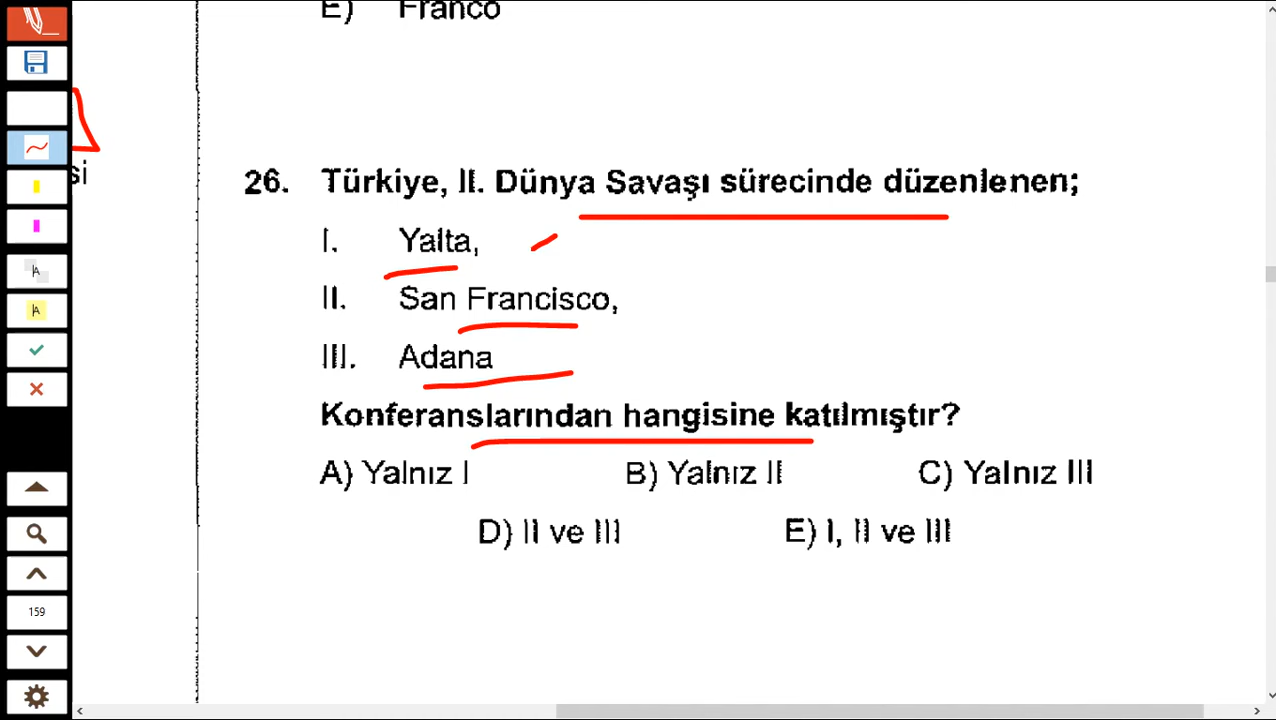 E) Franco
si
26. Türkiye, II. Dünya Savaşı sürecinde düzenlenen;
I. Yalta,
II. San Francisco,
III. Adana
Konferanslarından hangisine katılmıştır?
A) Yalnız I B) Yalnız II C) Yalnız III
D) II ve III E) I, II ve III
A
A
159